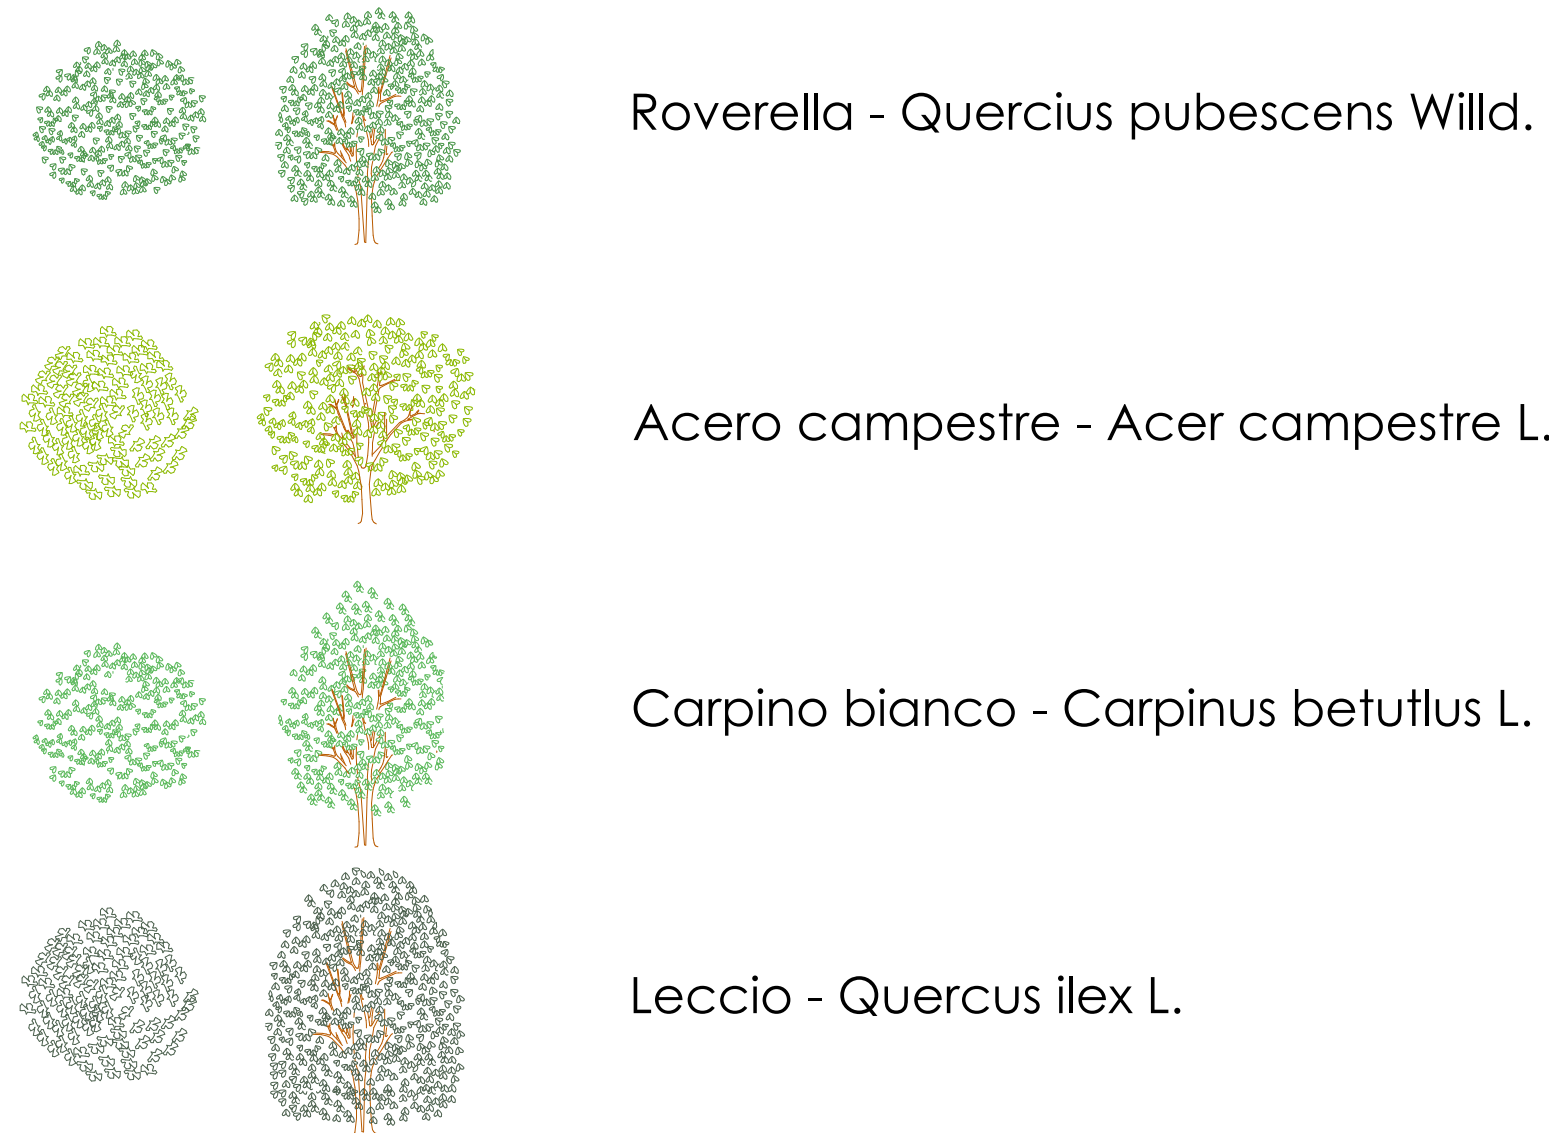 Roverella - Quercius pubescens Willd.
Acero campestre - Acer campestre L.
Carpino bianco - Carpinus betutlus L.
Leccio - Quercus ilex L.